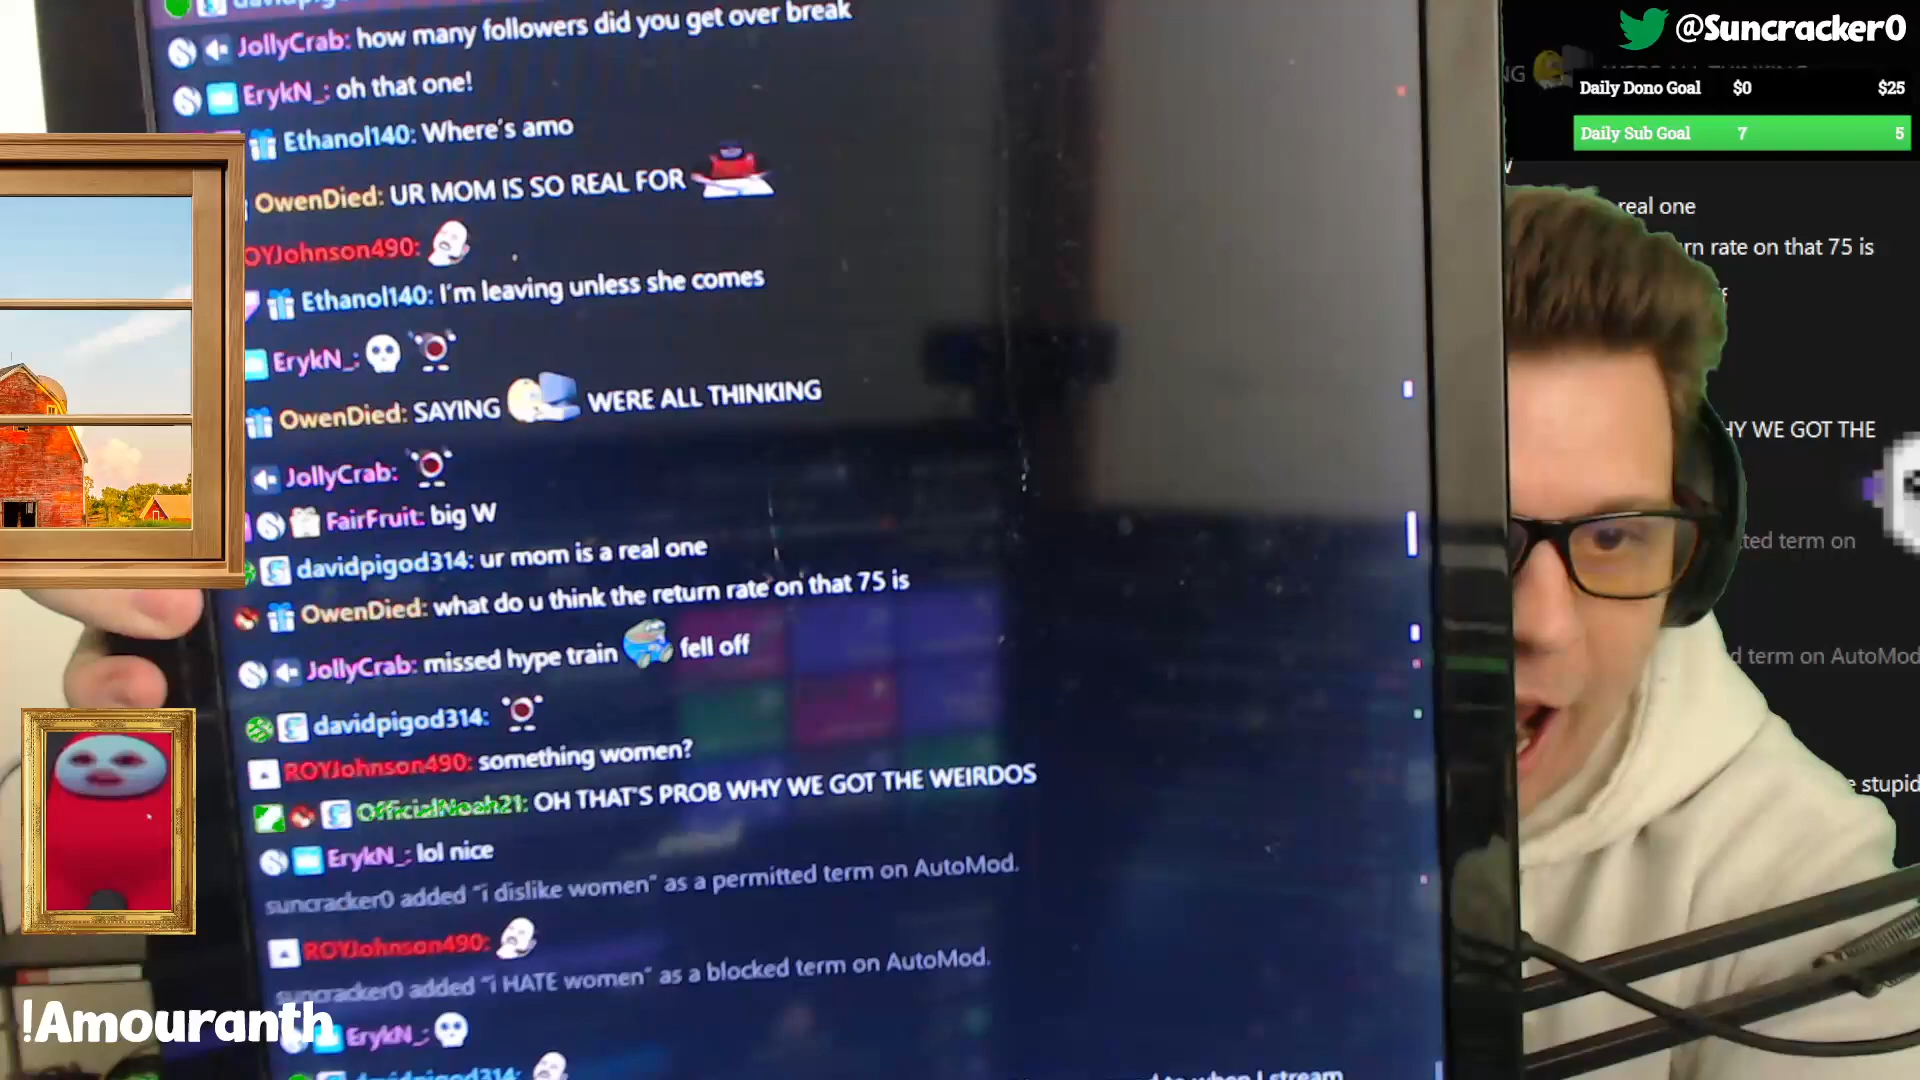 @Suncracker0
Daily Dono Goal $0 $25
Daily Sub Goal 7 5
JollyCrab: how many followers did you get over break
ErykN_: oh that one!
Ethanol140: Where's amo
OwenDied: UR MOM IS SO REAL FOR
OYJohnson490:
Ethanol140: I'm leaving unless she comes
ErykN_:
OwenDied: SAYING WERE ALL THINKING
JollyCrab:
FairFruit: big W
davidpigod314: ur mom is a real one
OwenDied: what do u think the return rate on that 75 is
JollyCrab: missed hype train fell off
davidpigod314:
ROYJohnson490: something women?
OfficialNoah21: OH THAT'S PROB WHY WE GOT THE WEIRDOS
ErykN_: lol nice
suncracker0 added "i dislike women" as a permitted term on AutoMod.
ROYJohnson490:
suncracker0 added "i HATE women" as a blocked term on AutoMod.
ErykN_:
davidpigod314:
when I stream
real one
rn rate on that 75 is
HY WE GOT THE
ted term on
d term on AutoMod
e stupid
!Amouranth